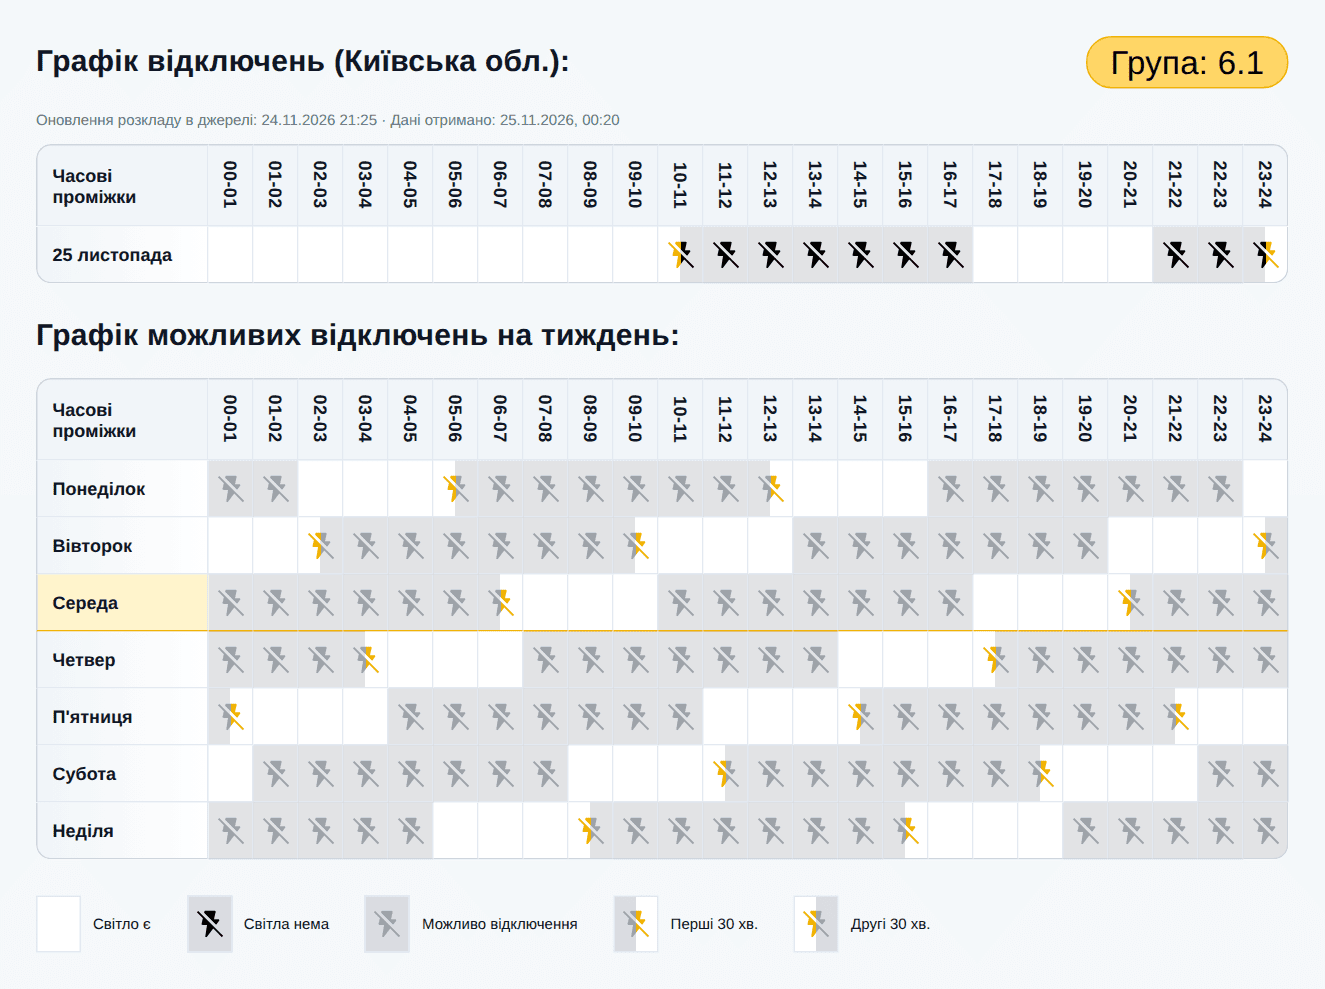 Графік відключень (Київська обл.):
Група: 6.1
Оновлення розкладу в джерелі: 24.11.2026 21:25 · Дані отримано: 25.11.2026, 00:20
Часові
проміжки
00-01 01-02 02-03 03-04 04-05 05-06 06-07 07-08 08-09 09-10 10-11 11-12 12-13 13-14 14-15 15-16 16-17 17-18 18-19 19-20 20-21 21-22 22-23 23-24
25 листопада
Графік можливих відключень на тиждень:
Часові
проміжки
00-01 01-02 02-03 03-04 04-05 05-06 06-07 07-08 08-09 09-10 10-11 11-12 12-13 13-14 14-15 15-16 16-17 17-18 18-19 19-20 20-21 21-22 22-23 23-24
Понеділок
Вівторок
Середа
Четвер
П'ятниця
Субота
Неділя
Світло є Світла нема Можливо відключення Перші 30 хв. Другі 30 хв.